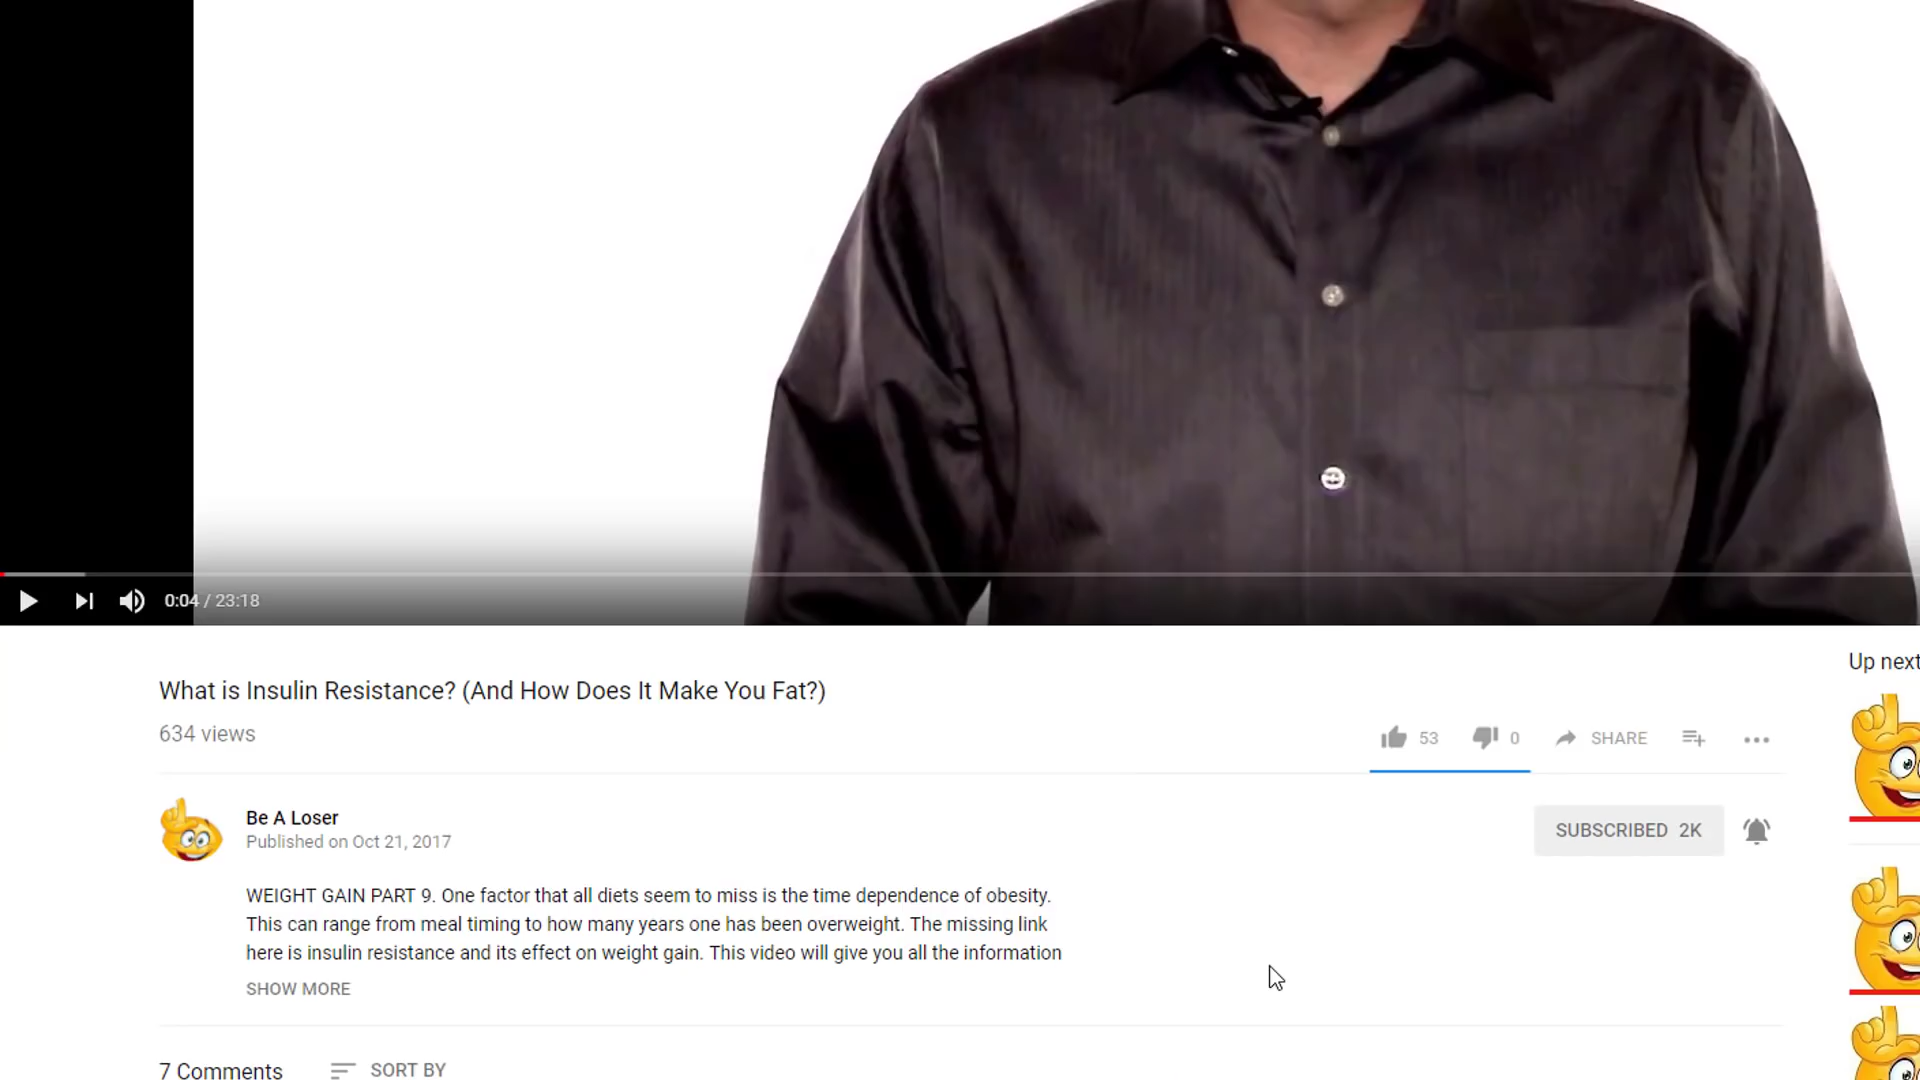 0:04 / 23:18
What is Insulin Resistance? (And How Does It Make You Fat?)
634 views
53
0
SHARE
Up next
Be A Loser
Published on Oct 21, 2017
SUBSCRIBED 2K
WEIGHT GAIN PART 9. One factor that all diets seem to miss is the time dependence of obesity.
This can range from meal timing to how many years one has been overweight. The missing link
here is insulin resistance and its effect on weight gain. This video will give you all the information
SHOW MORE
7 Comments
SORT BY